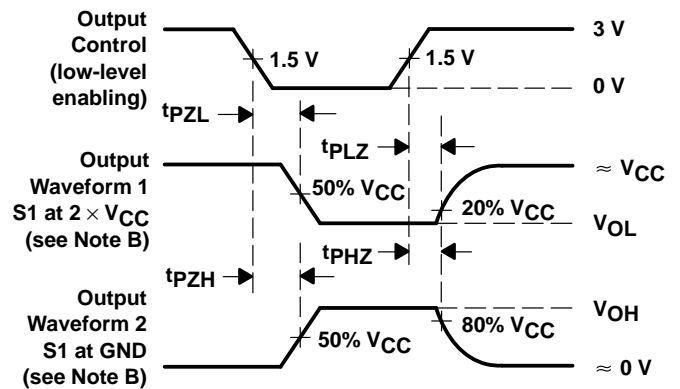 Output
Control
(low-level
enabling)
1.5 V
1.5 V
3 V
0 V
tPZL
tPLZ
Output
Waveform 1
S1 at 2 × VCC
(see Note B)
50% VCC
20% VCC
≈ VCC
VOL
tPZH
tPHZ
Output
Waveform 2
S1 at GND
(see Note B)
50% VCC
80% VCC
VOH
≈ 0 V